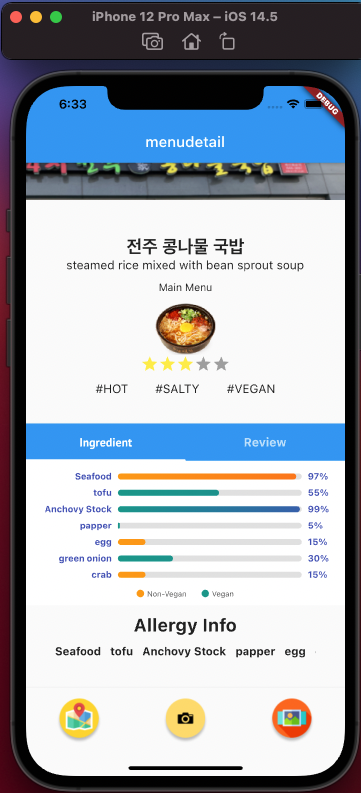 iPhone 12 Pro Max – iOS 14.5
6:33
DEBUG
menudetail
전주 콩나물 국밥
steamed rice mixed with bean sprout soup
Main Menu
#HOT #SALTY #VEGAN
Ingredient Review
Seafood 97%
tofu 55%
Anchovy Stock 99%
papper 5%
egg 15%
green onion 30%
crab 15%
Non-Vegan Vegan
Allergy Info
Seafood tofu Anchovy Stock papper egg